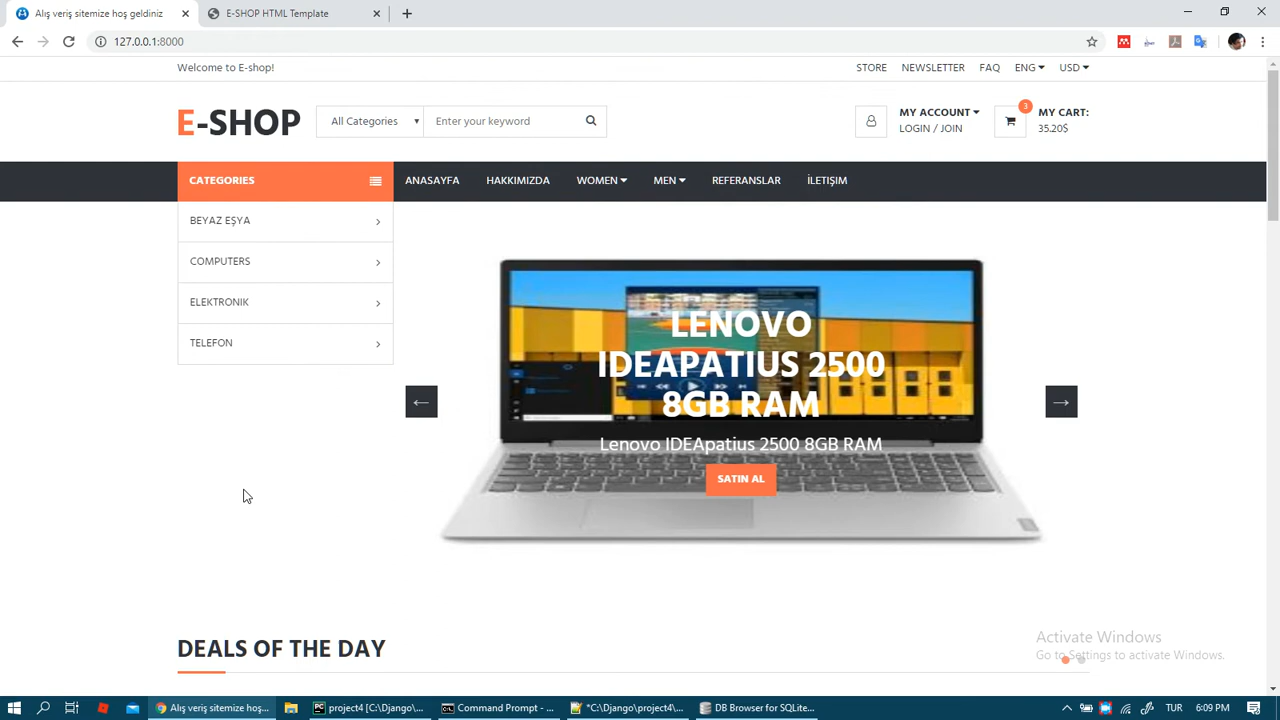 Alış veriş sitemize hoş geldiniz
E-SHOP HTML Template
127.0.0.1:8000
Welcome to E-shop!
STORE NEWSLETTER FAQ ENG USD
E-SHOP
All Categories
Enter your keyword
MY ACCOUNT
LOGIN / JOIN
3
MY CART:
35.20$
CATEGORIES
ANASAYFA HAKKIMIZDA WOMEN MEN REFERANSLAR İLETIŞIM
BEYAZ EŞYA
COMPUTERS
ELEKTRONIK
TELEFON
LENOVO
IDEAPATIUS 2500
8GB RAM
Lenovo IDEApatius 2500 8GB RAM
SATIN AL
DEALS OF THE DAY
Activate Windows
Go to Settings to activate Windows.
Alış veriş sitemize hoş...
project4 [C:\Django\...
Command Prompt - ...
*C:\Django\project4\...
DB Browser for SQLite...
TUR
6:09 PM